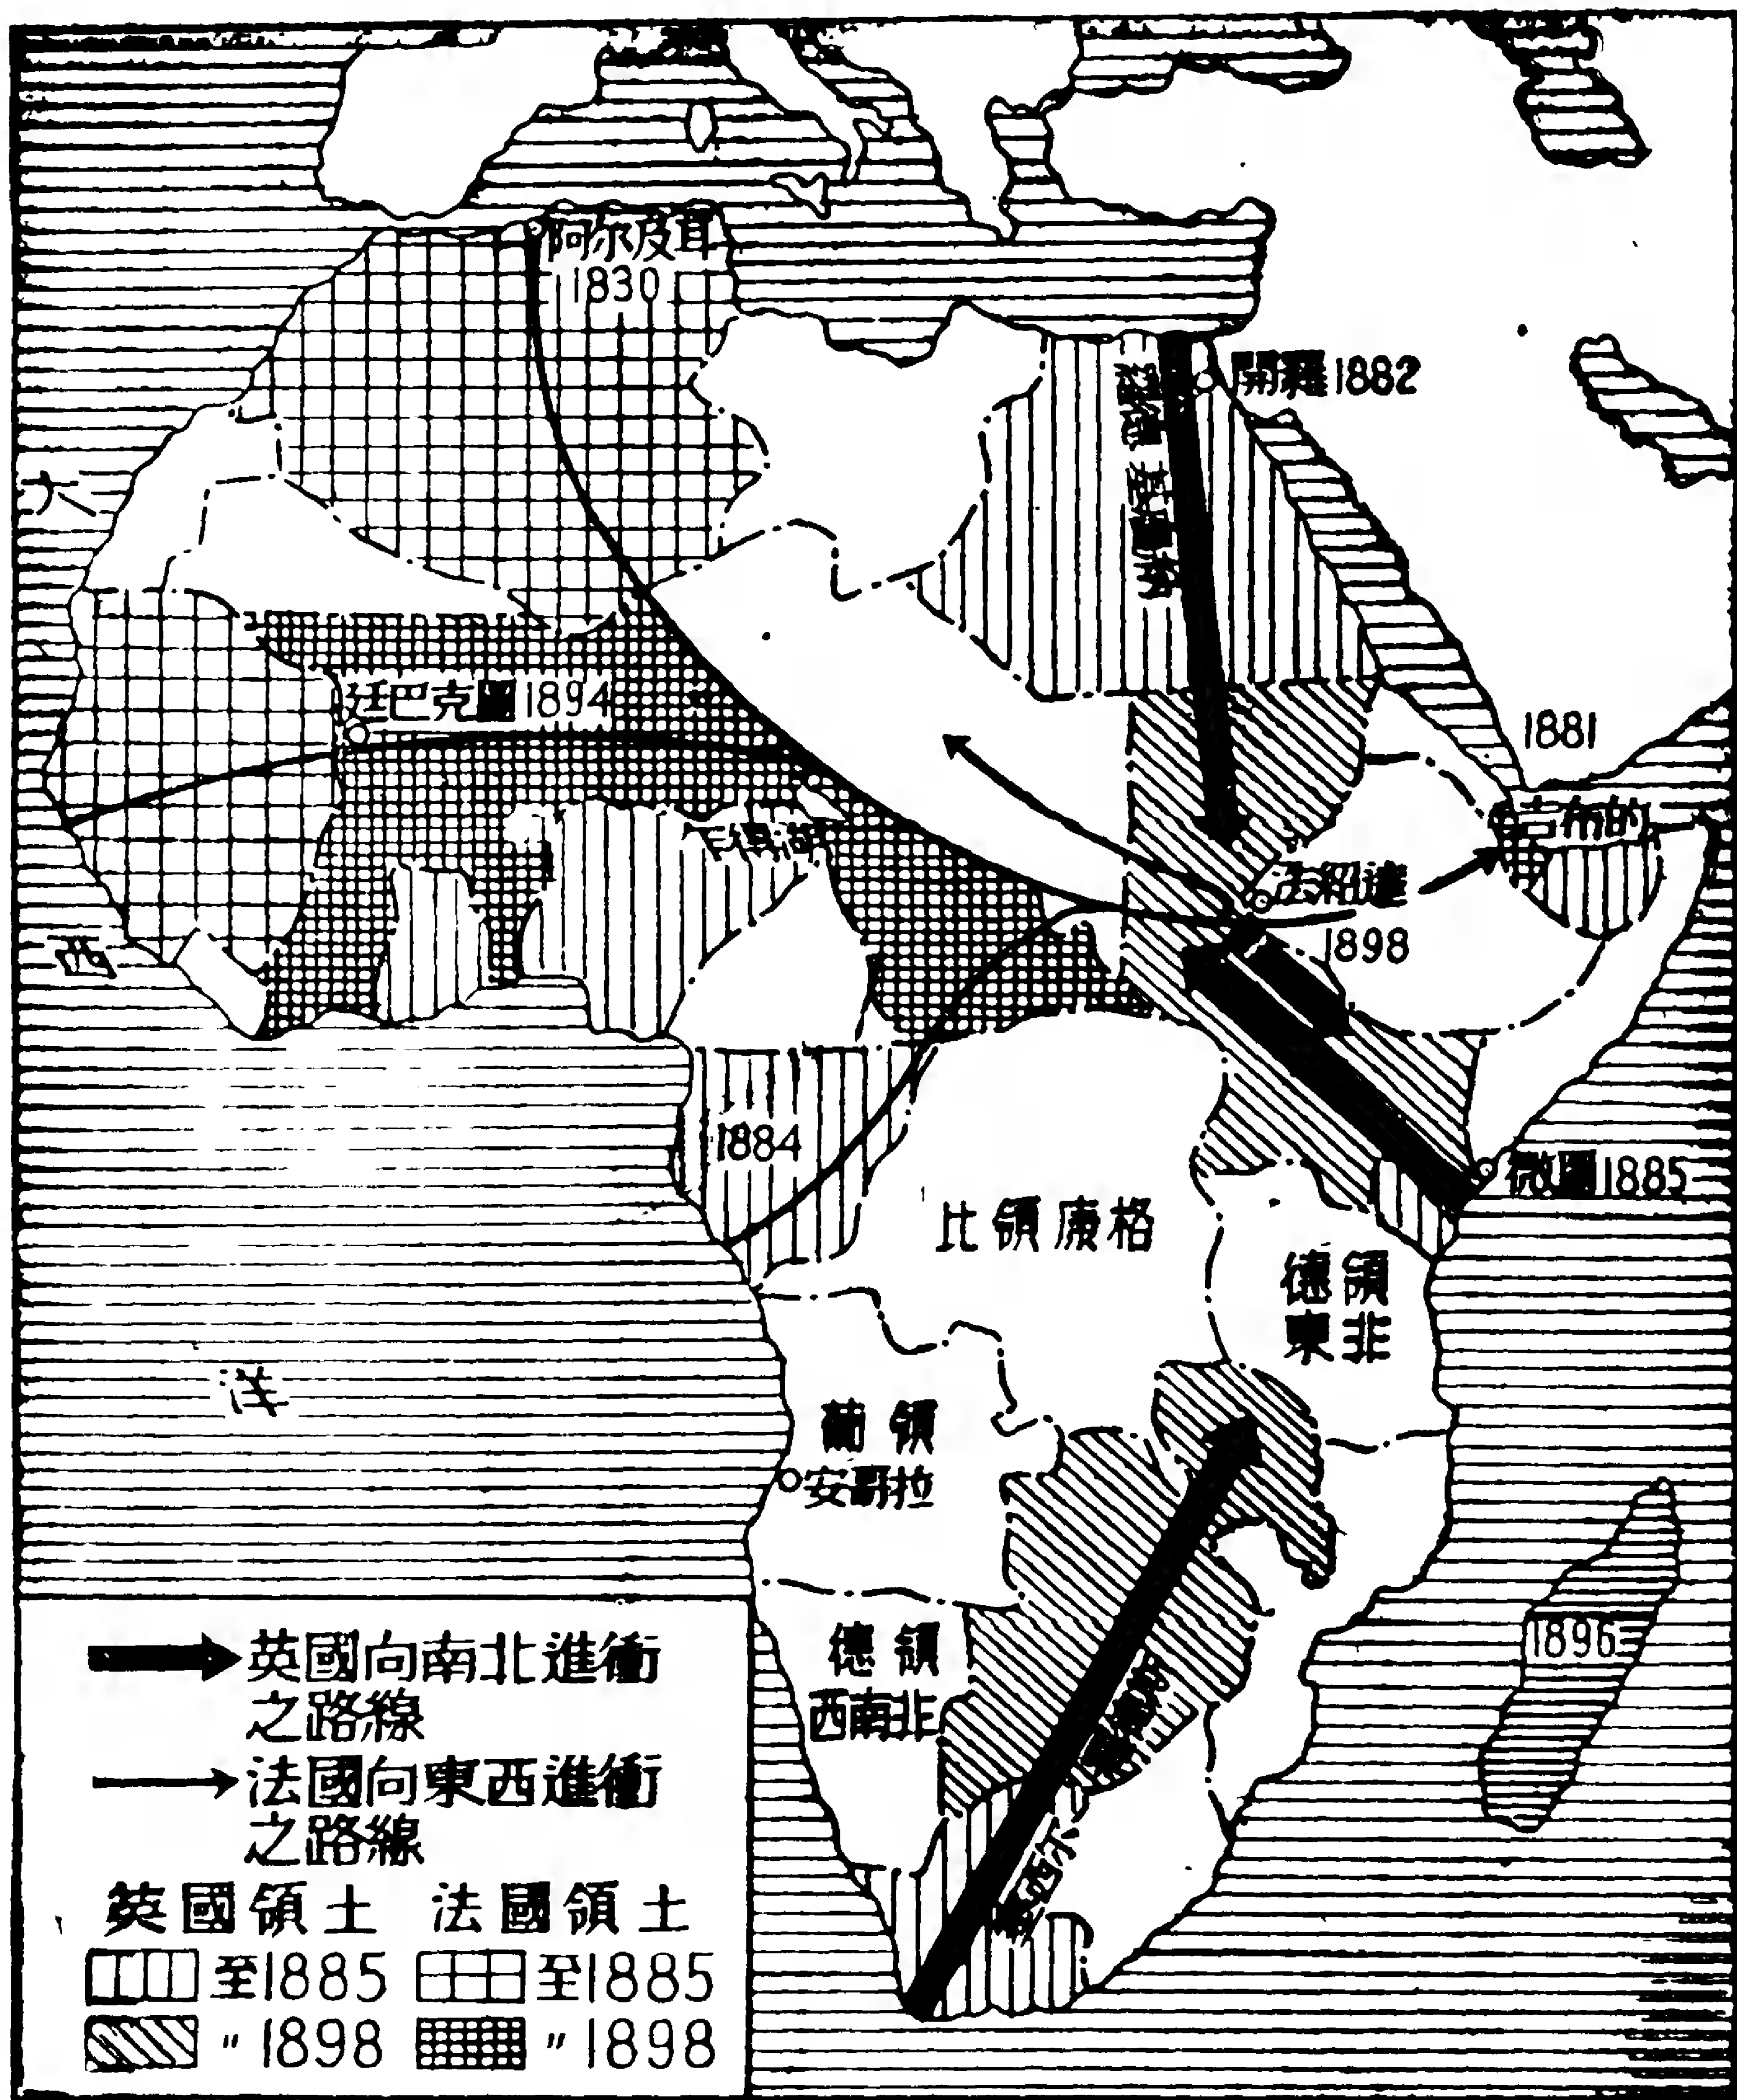 阿尔及耳
1830
開羅1882
大
廷巴克圖1894
1881
吉布的
乍得湖
法紹達
1898
西
1884
微圖1885
比領康格
德領
東非
洋
葡領
安哥拉
德領
西南非
1896
英國向南北進衝
之路線
法國向東西進衝
之路線
英國領土 法國領土
至1885 至1885
〃1898 〃1898